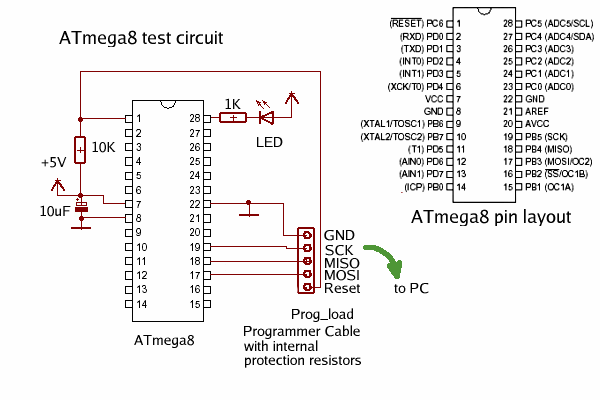 ATmega8 test circuit
1K
LED
10K
+5V
10uF
1
2
3
4
5
6
7
8
9
10
11
12
13
14
28
27
26
25
24
23
22
21
20
19
18
17
16
15
ATmega8
GND
SCK
MISO
MOSI
Reset
to PC
Prog_load
Programmer Cable
with internal
protection resistors
(RESET) PC6 1 28 PC5 (ADC5/SCL)
(RXD) PD0 2 27 PC4 (ADC4/SDA)
(TXD) PD1 3 26 PC3 (ADC3)
(INT0) PD2 4 25 PC2 (ADC2)
(INT1) PD3 5 24 PC1 (ADC1)
(XCK/T0) PD4 6 23 PC0 (ADC0)
VCC 7 22 GND
GND 8 21 AREF
(XTAL1/TOSC1) PB6 9 20 AVCC
(XTAL2/TOSC2) PB7 10 19 PB5 (SCK)
(T1) PD5 11 18 PB4 (MISO)
(AIN0) PD6 12 17 PB3 (MOSI/OC2)
(AIN1) PD7 13 16 PB2 (SS/OC1B)
(ICP) PB0 14 15 PB1 (OC1A)
ATmega8 pin layout